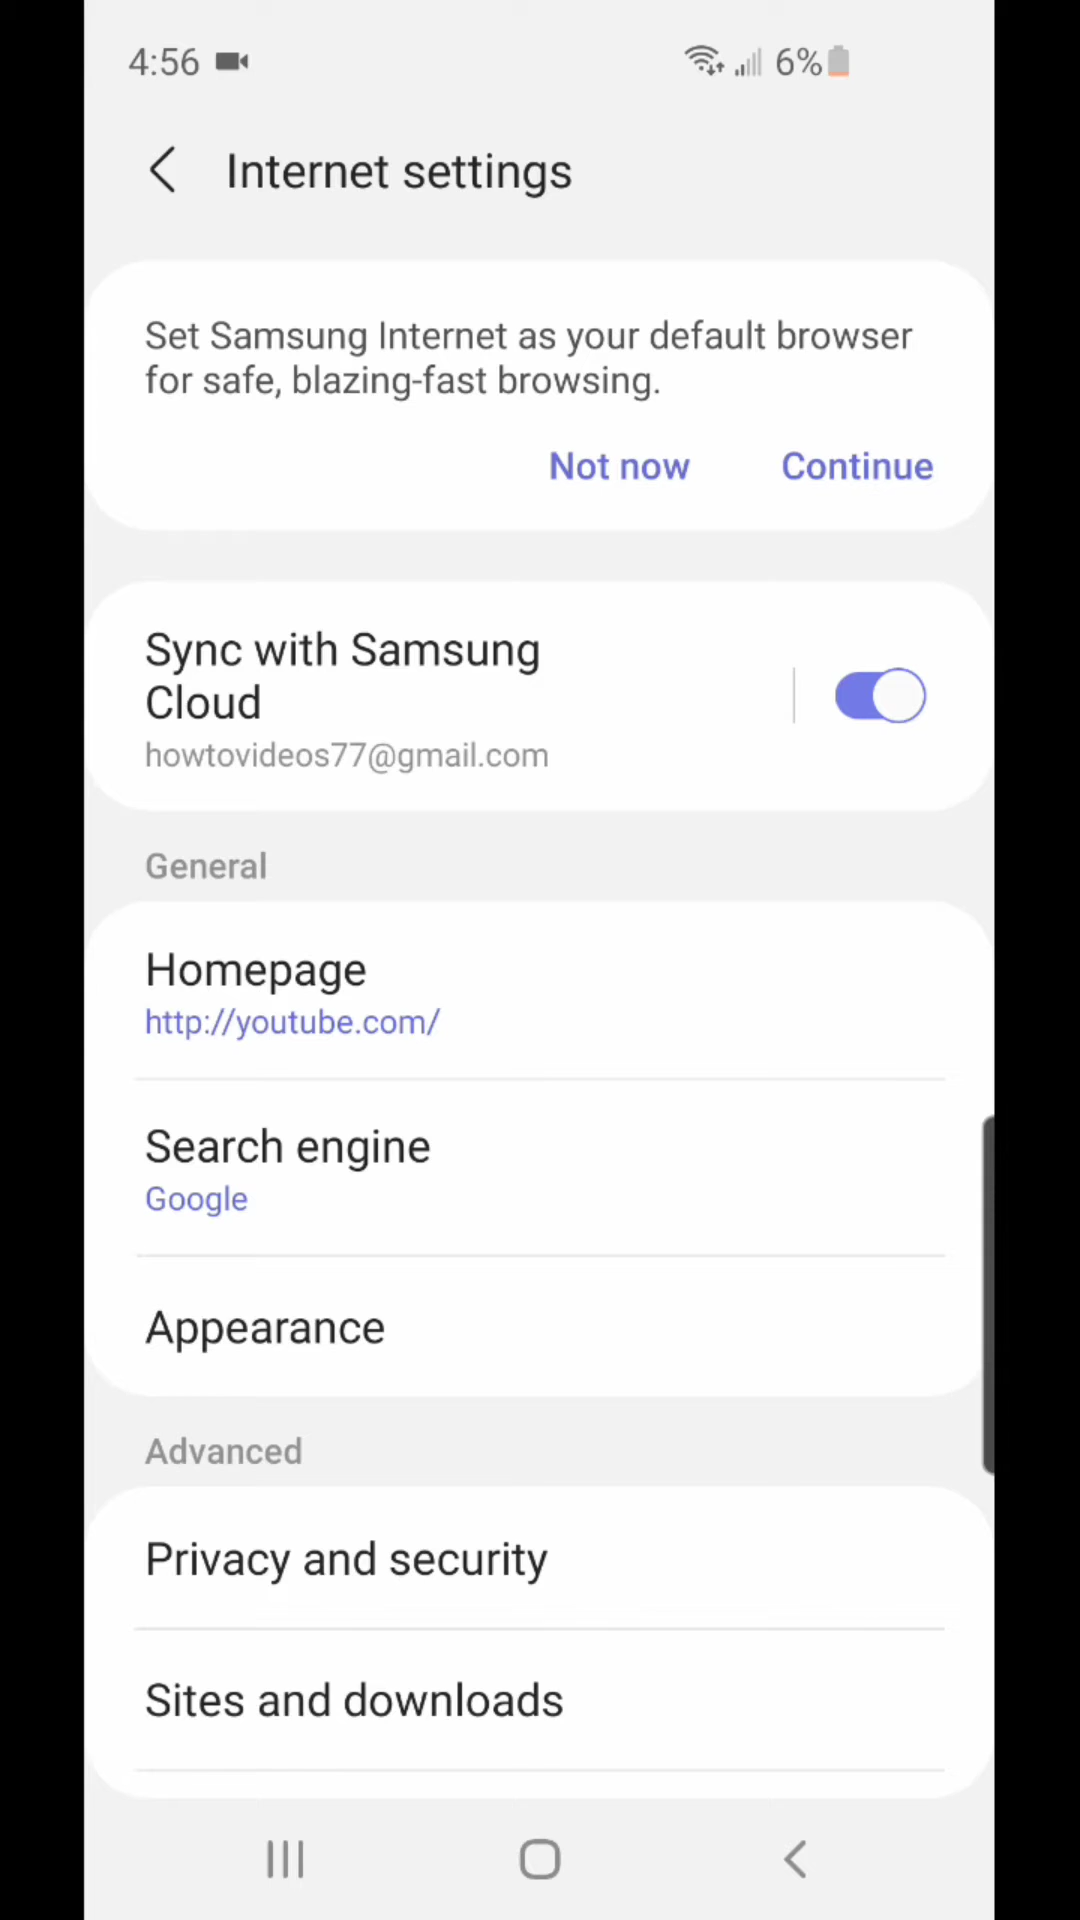 4:56 6%
Internet settings
Set Samsung Internet as your default browser
for safe, blazing-fast browsing.
Not now Continue
Sync with Samsung
Cloud
howtovideos77@gmail.com
General
Homepage
http://youtube.com/
Search engine
Google
Appearance
Advanced
Privacy and security
Sites and downloads